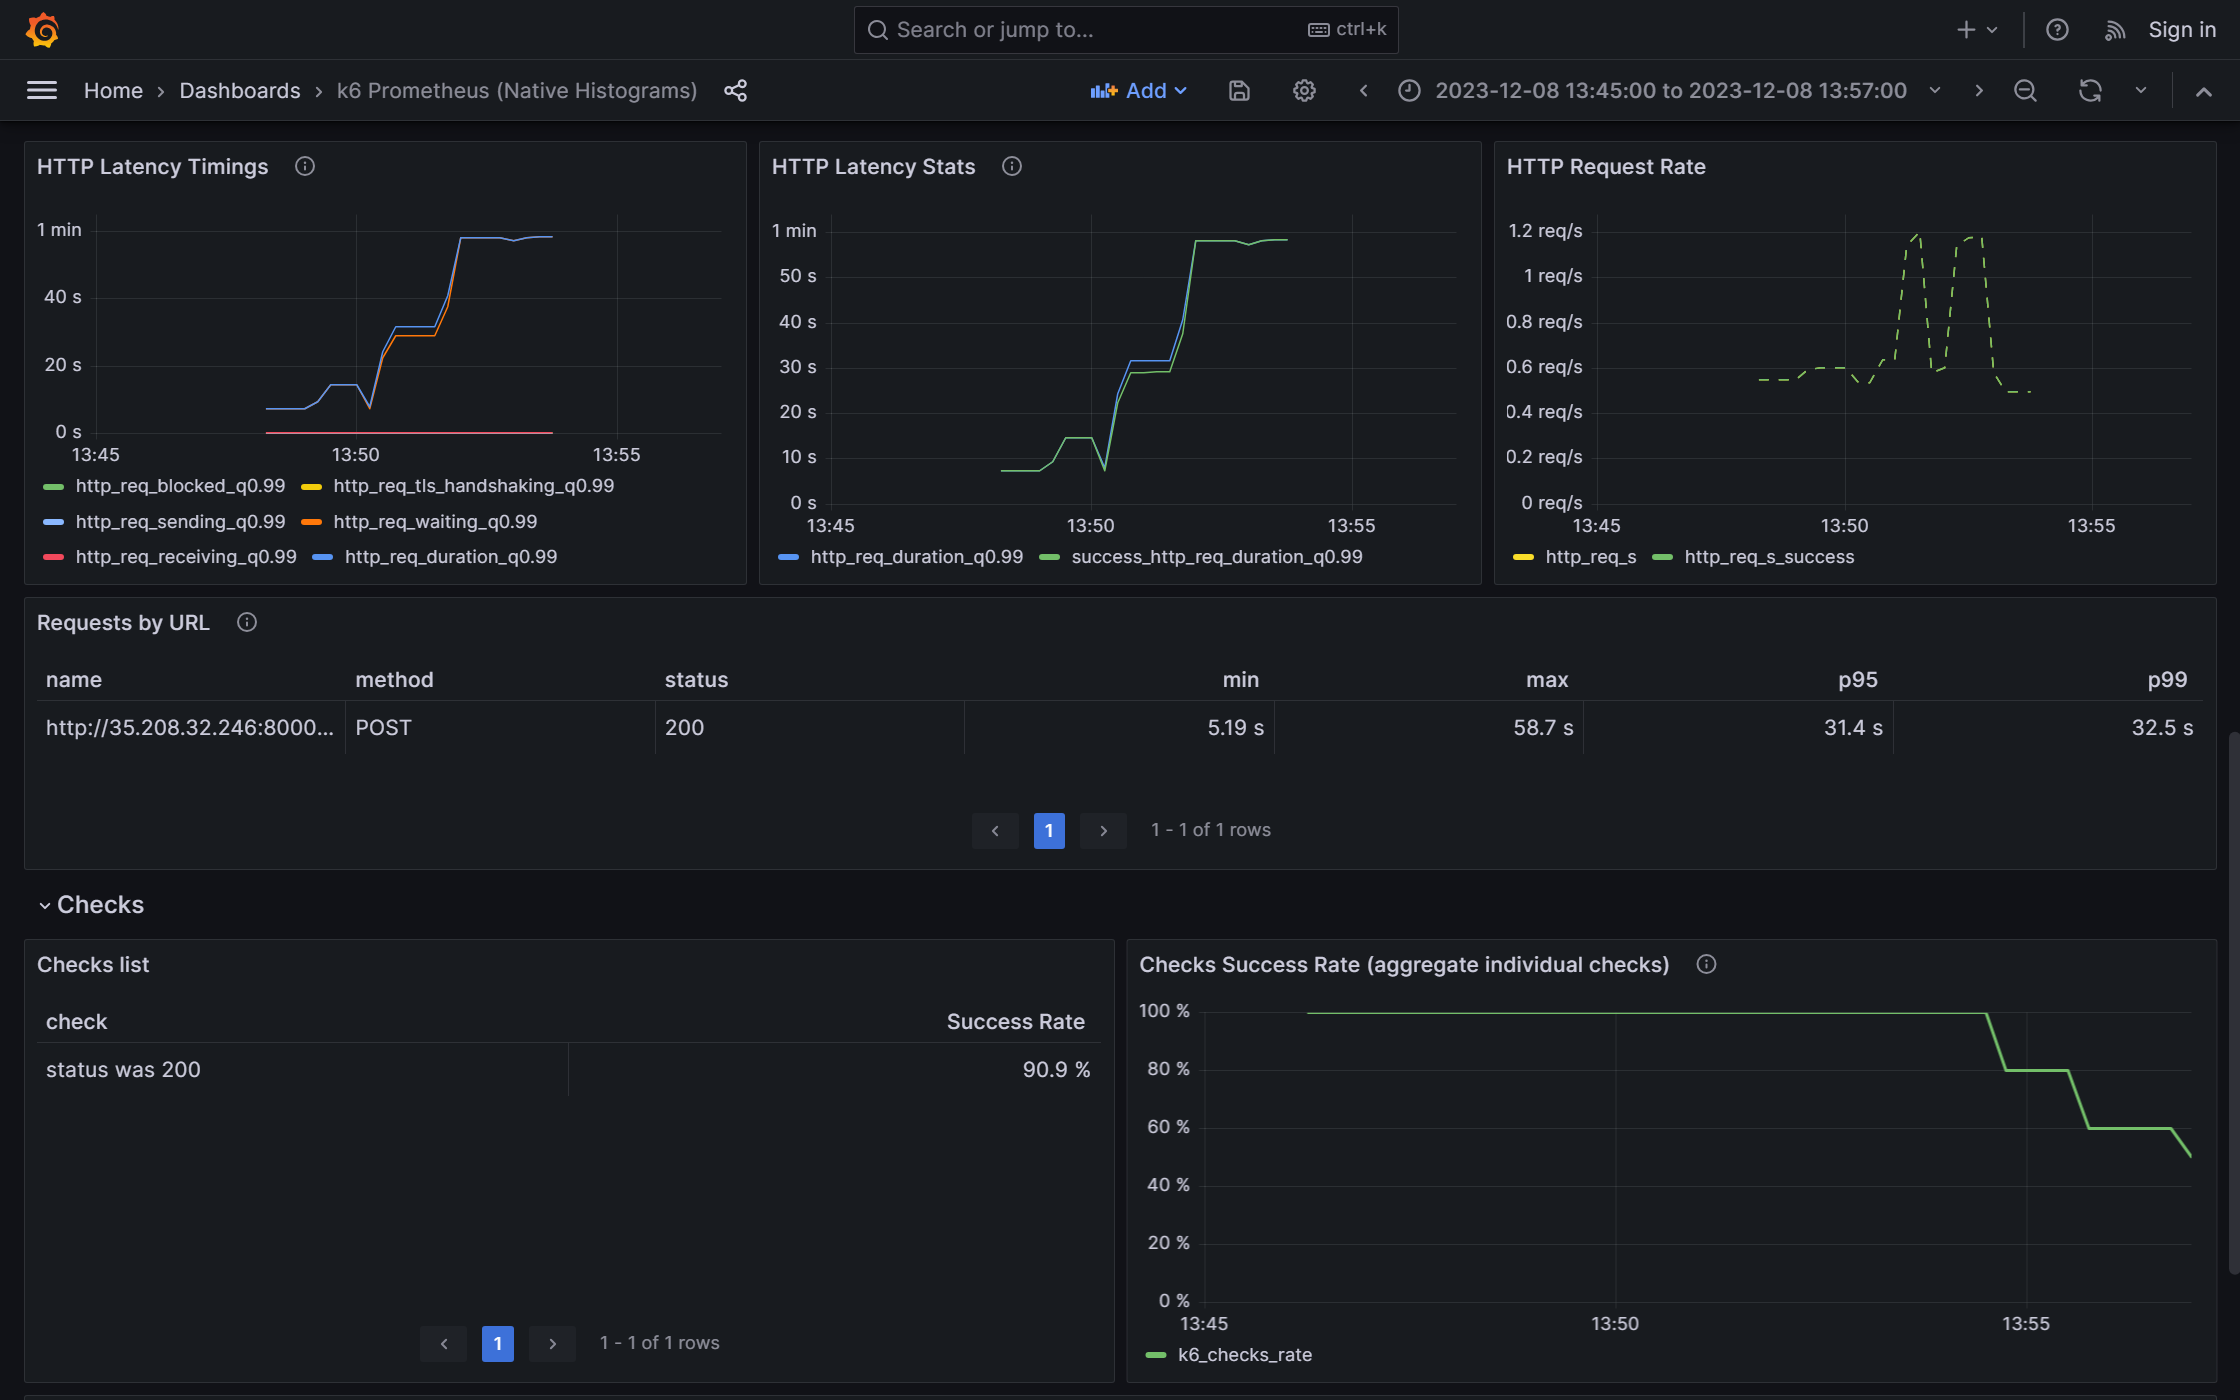 Search or jump to... ctrl+k Sign in
Home › Dashboards › k6 Prometheus (Native Histograms) Add 2023-12-08 13:45:00 to 2023-12-08 13:57:00
HTTP Latency Timings
1 min
40 s
20 s
0 s
13:45 13:50 13:55
http_req_blocked_q0.99 http_req_tls_handshaking_q0.99
http_req_sending_q0.99 http_req_waiting_q0.99
http_req_receiving_q0.99 http_req_duration_q0.99
HTTP Latency Stats
1 min
50 s
40 s
30 s
20 s
10 s
0 s
13:45 13:50 13:55
http_req_duration_q0.99 success_http_req_duration_q0.99
HTTP Request Rate
1.2 req/s
1 req/s
0.8 req/s
0.6 req/s
0.4 req/s
0.2 req/s
0 req/s
13:45 13:50 13:55
http_req_s http_req_s_success
Requests by URL
name method status min max p95 p99
http://35.208.32.246:8000... POST 200 5.19 s 58.7 s 31.4 s 32.5 s
1 1 - 1 of 1 rows
Checks
Checks list
check Success Rate
status was 200 90.9 %
1 1 - 1 of 1 rows
Checks Success Rate (aggregate individual checks)
100 %
80 %
60 %
40 %
20 %
0 %
13:45 13:50 13:55
k6_checks_rate